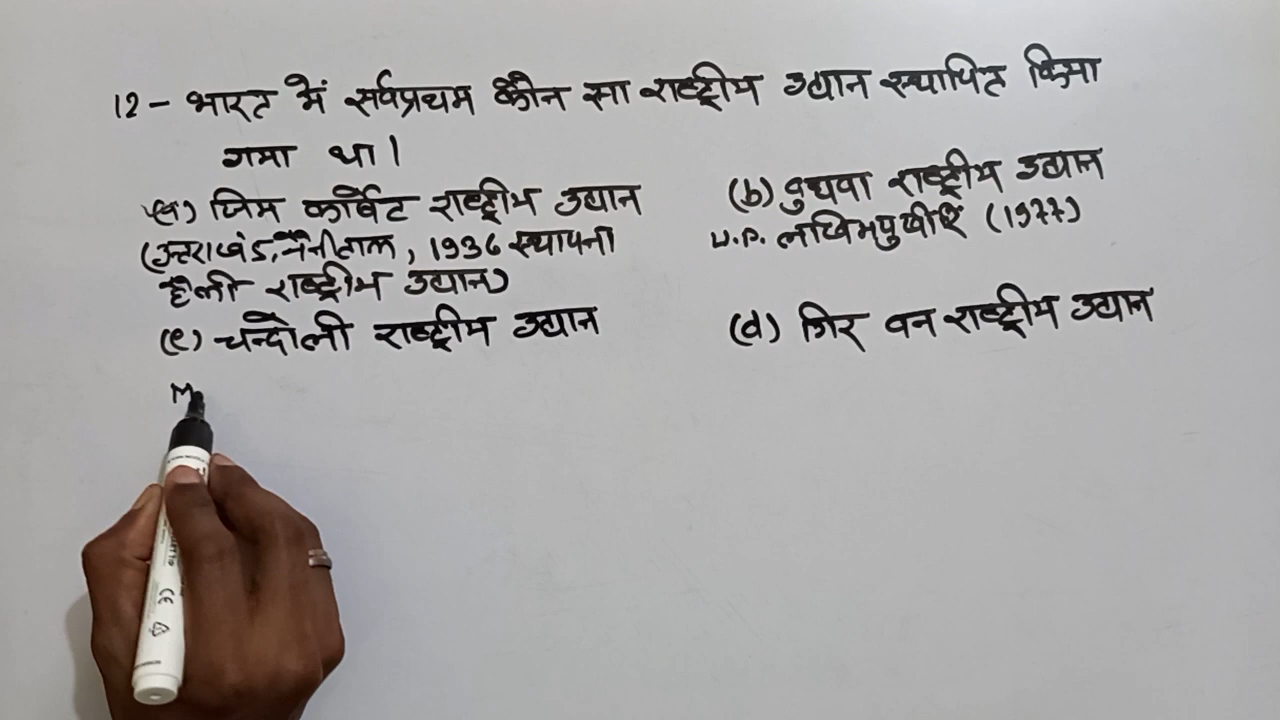 12- भारत में सर्वप्रथम कौन सा राष्ट्रीय उद्यान स्थापित किया
गया था।
(a) जिम कार्बेट राष्ट्रीय उद्यान
(b) दुधवा राष्ट्रीय उद्यान
(उत्तराखंड, नैनीताल, 1936 स्थापना
U.P. लखिमपुखीरी (1977)
हैली राष्ट्रीय उद्यान)
(c) चन्दोली राष्ट्रीय उद्यान
(d) गिर वन राष्ट्रीय उद्यान
M